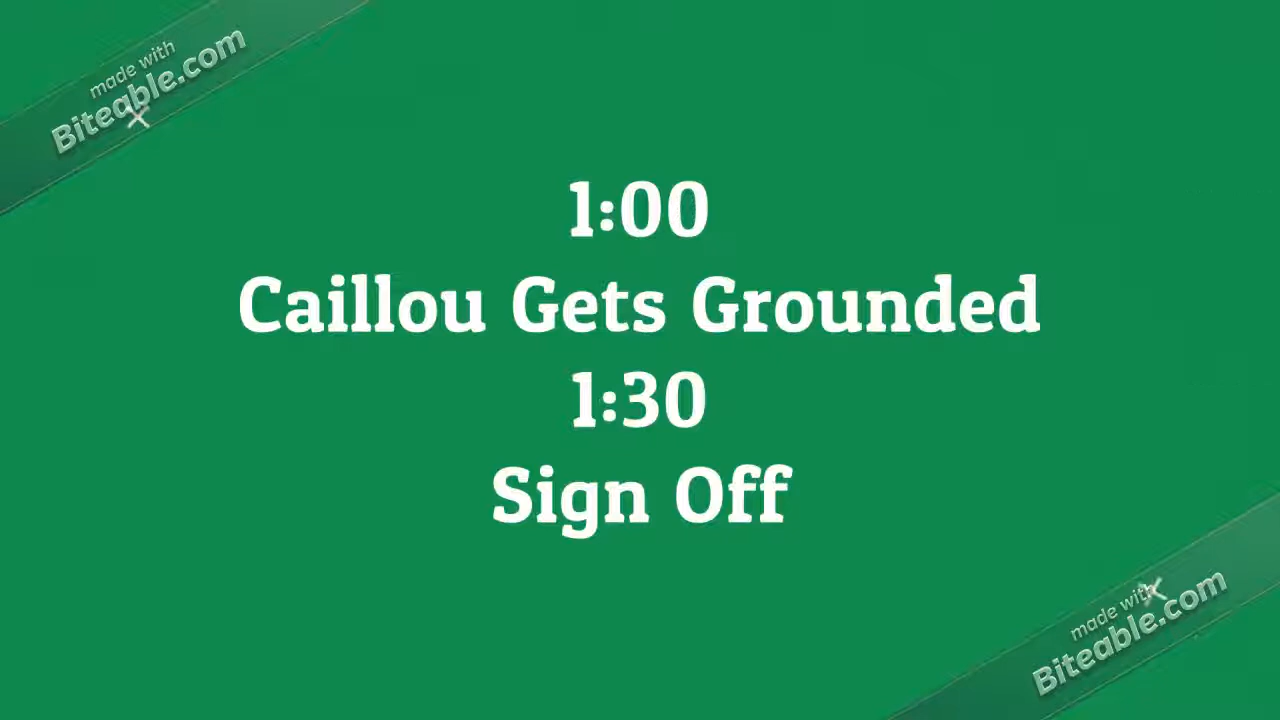 made with
Biteable.com
1:00
Caillou Gets Grounded
1:30
Sign Off
made with
Biteable.com